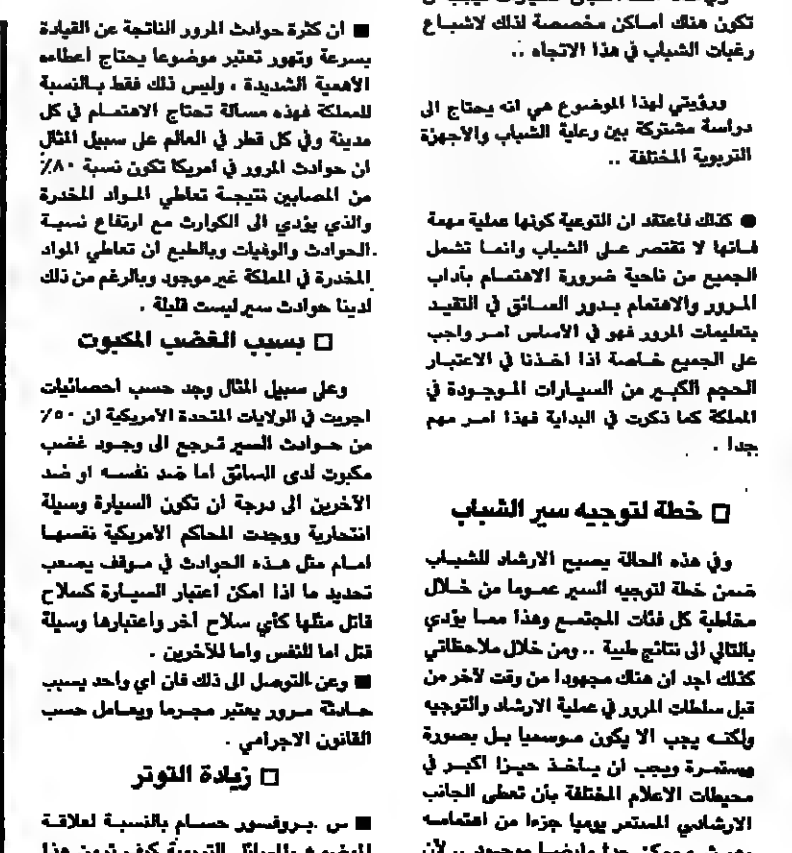 تكون هناك اماكن مخصصة لذلك لاشباع
رغبات الشباب في هذا الاتجاه ..
ورؤيتي لهذا الموضوع هي انه يحتاج الى
دراسة مشتركة بين رعاية الشباب والأجهزة
التربوية المختلفة ..
● كذلك فأعتقد ان التوعية كونها عملية مهمة
فانها لا تقتصر على الشباب وانما تشمل
الجميع من ناحية ضرورة الاهتمام بآداب
المرور والاهتمام بدور السائق في التقيد
بتعليمات المرور فهو في الأساس امر واجب
على الجميع خاصة اذا اخذنا في الاعتبار
الحجم الكبير من السيارات الموجودة في
المملكة كما ذكرت في البداية فهذا امر مهم
جدا .
□ خطة لتوجيه سير الشباب
وفي هذه الحالة يصبح الارشاد للشباب
ضمن خطة لتوجيه السير عموما من خلال
مخاطبة كل فئات المجتمع وهذا مما يؤدي
بالتالي الى نتائج طيبة .. ومن خلال ملاحظاتي
كذلك اجد ان هناك مجهودا من وقت لآخر من
قبل سلطات المرور في عملية الارشاد والتوجيه
ولكنه يجب الا يكون موسميا بل بصورة
مستمرة ويجب ان يأخذ حيزا اكبر في
محيطات الاعلام المختلفة بأن تعطى الجانب
الارشادي المستمر يوميا جزءا من اهتمامه
■ ان كثرة حوادث المرور الناتجة عن القيادة
بسرعة وتهور تعتبر موضوعا يحتاج اعطاءه
الأهمية الشديدة ، وليس ذلك فقط بالنسبة
للمملكة فهذه مسألة تحتاج الاهتمام في كل
مدينة وفي كل قطر في العالم على سبيل المثال
ان حوادث المرور في امريكا تكون نسبة ٨٠٪
من المصابين نتيجة تعاطي المواد المخدرة
والذي يؤدي الى الكوارث مع ارتفاع نسبة
الحوادث والوفيات وبالطبع ان تعاطي المواد
المخدرة في المملكة غير موجود وبالرغم من ذلك
لدينا حوادث سير ليست قليلة .
□ بسبب الغضب المكبوت
وعلى سبيل المثال وجد حسب احصائيات
اجريت في الولايات المتحدة الأمريكية ان ٥٠٪
من حوادث السير ترجع الى وجود غضب
مكبوت لدى السائق اما ضد نفسه او ضد
الآخرين الى درجة ان تكون السيارة وسيلة
انتحارية ووجدت المحاكم الأمريكية نفسها
امام مثل هذه الحوادث في موقف يصعب
تحديد ما اذا امكن اعتبار السيارة كسلاح
قاتل مثلها كأي سلاح آخر واعتبارها وسيلة
قتل اما للنفس واما للآخرين .
■ وعن التوصل الى ذلك فان اي واحد يسبب
حادثة مرور يعتبر مجرما ويعامل حسب
القانون الاجرامي .
□ زيادة التوتر
■ س .بروفسور حسام بالنسبة لعلاقة